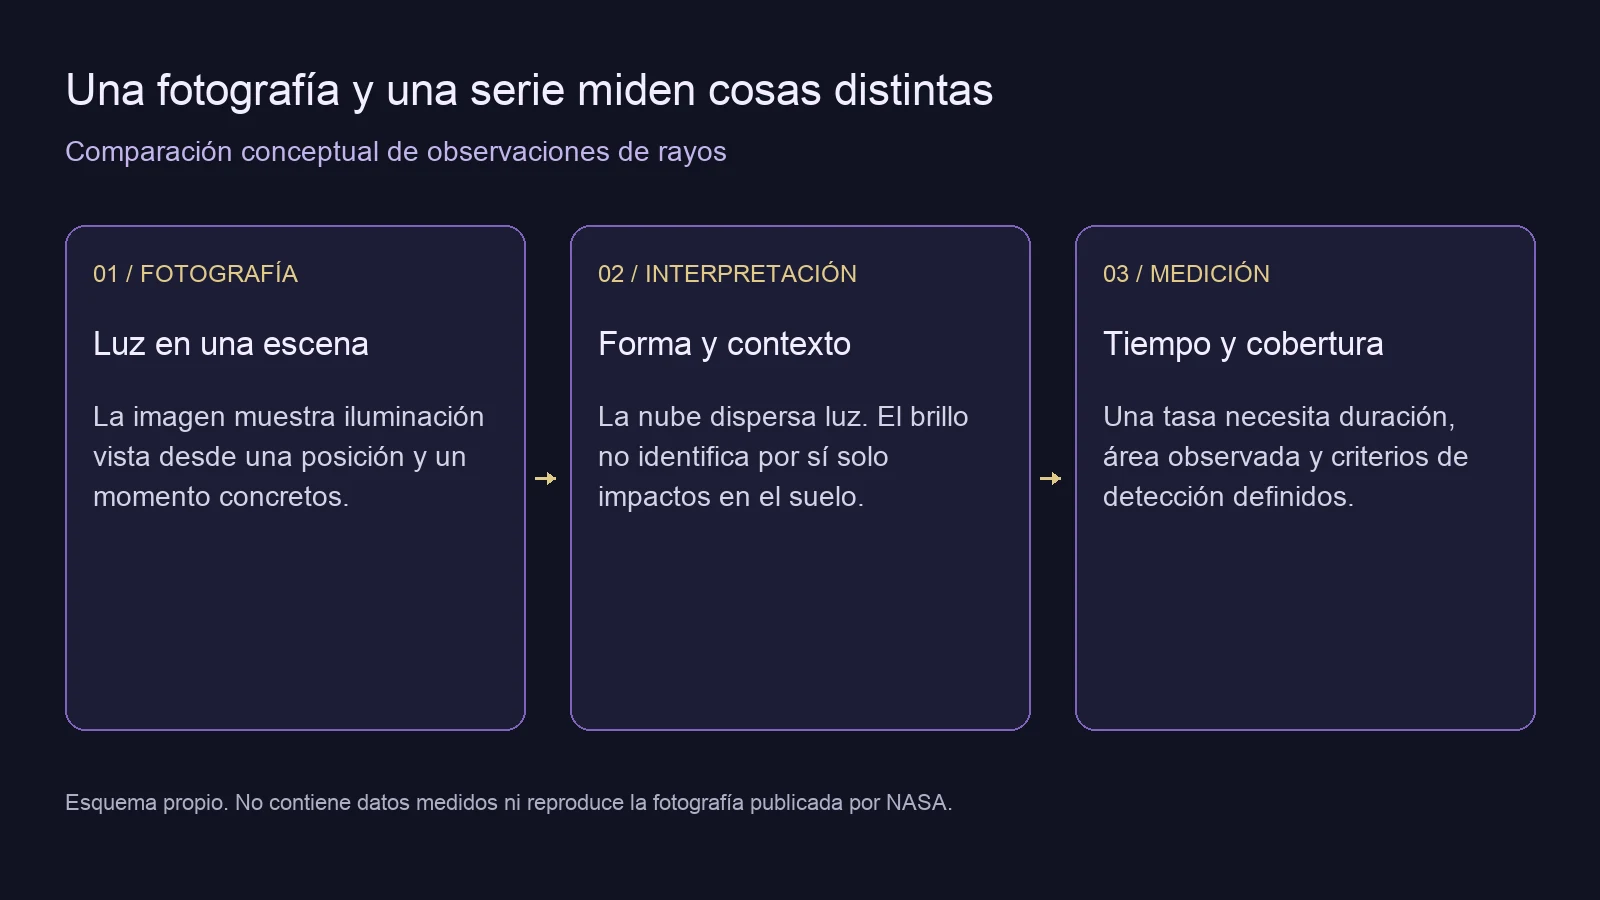 Una fotografía y una serie miden cosas distintas
Comparación conceptual de observaciones de rayos
01 / FOTOGRAFÍA
Luz en una escena
La imagen muestra iluminación
vista desde una posición y un
momento concretos.
02 / INTERPRETACIÓN
Forma y contexto
La nube dispersa luz. El brillo
no identifica por sí solo
impactos en el suelo.
03 / MEDICIÓN
Tiempo y cobertura
Una tasa necesita duración,
área observada y criterios de
detección definidos.
Esquema propio. No contiene datos medidos ni reproduce la fotografía publicada por NASA.